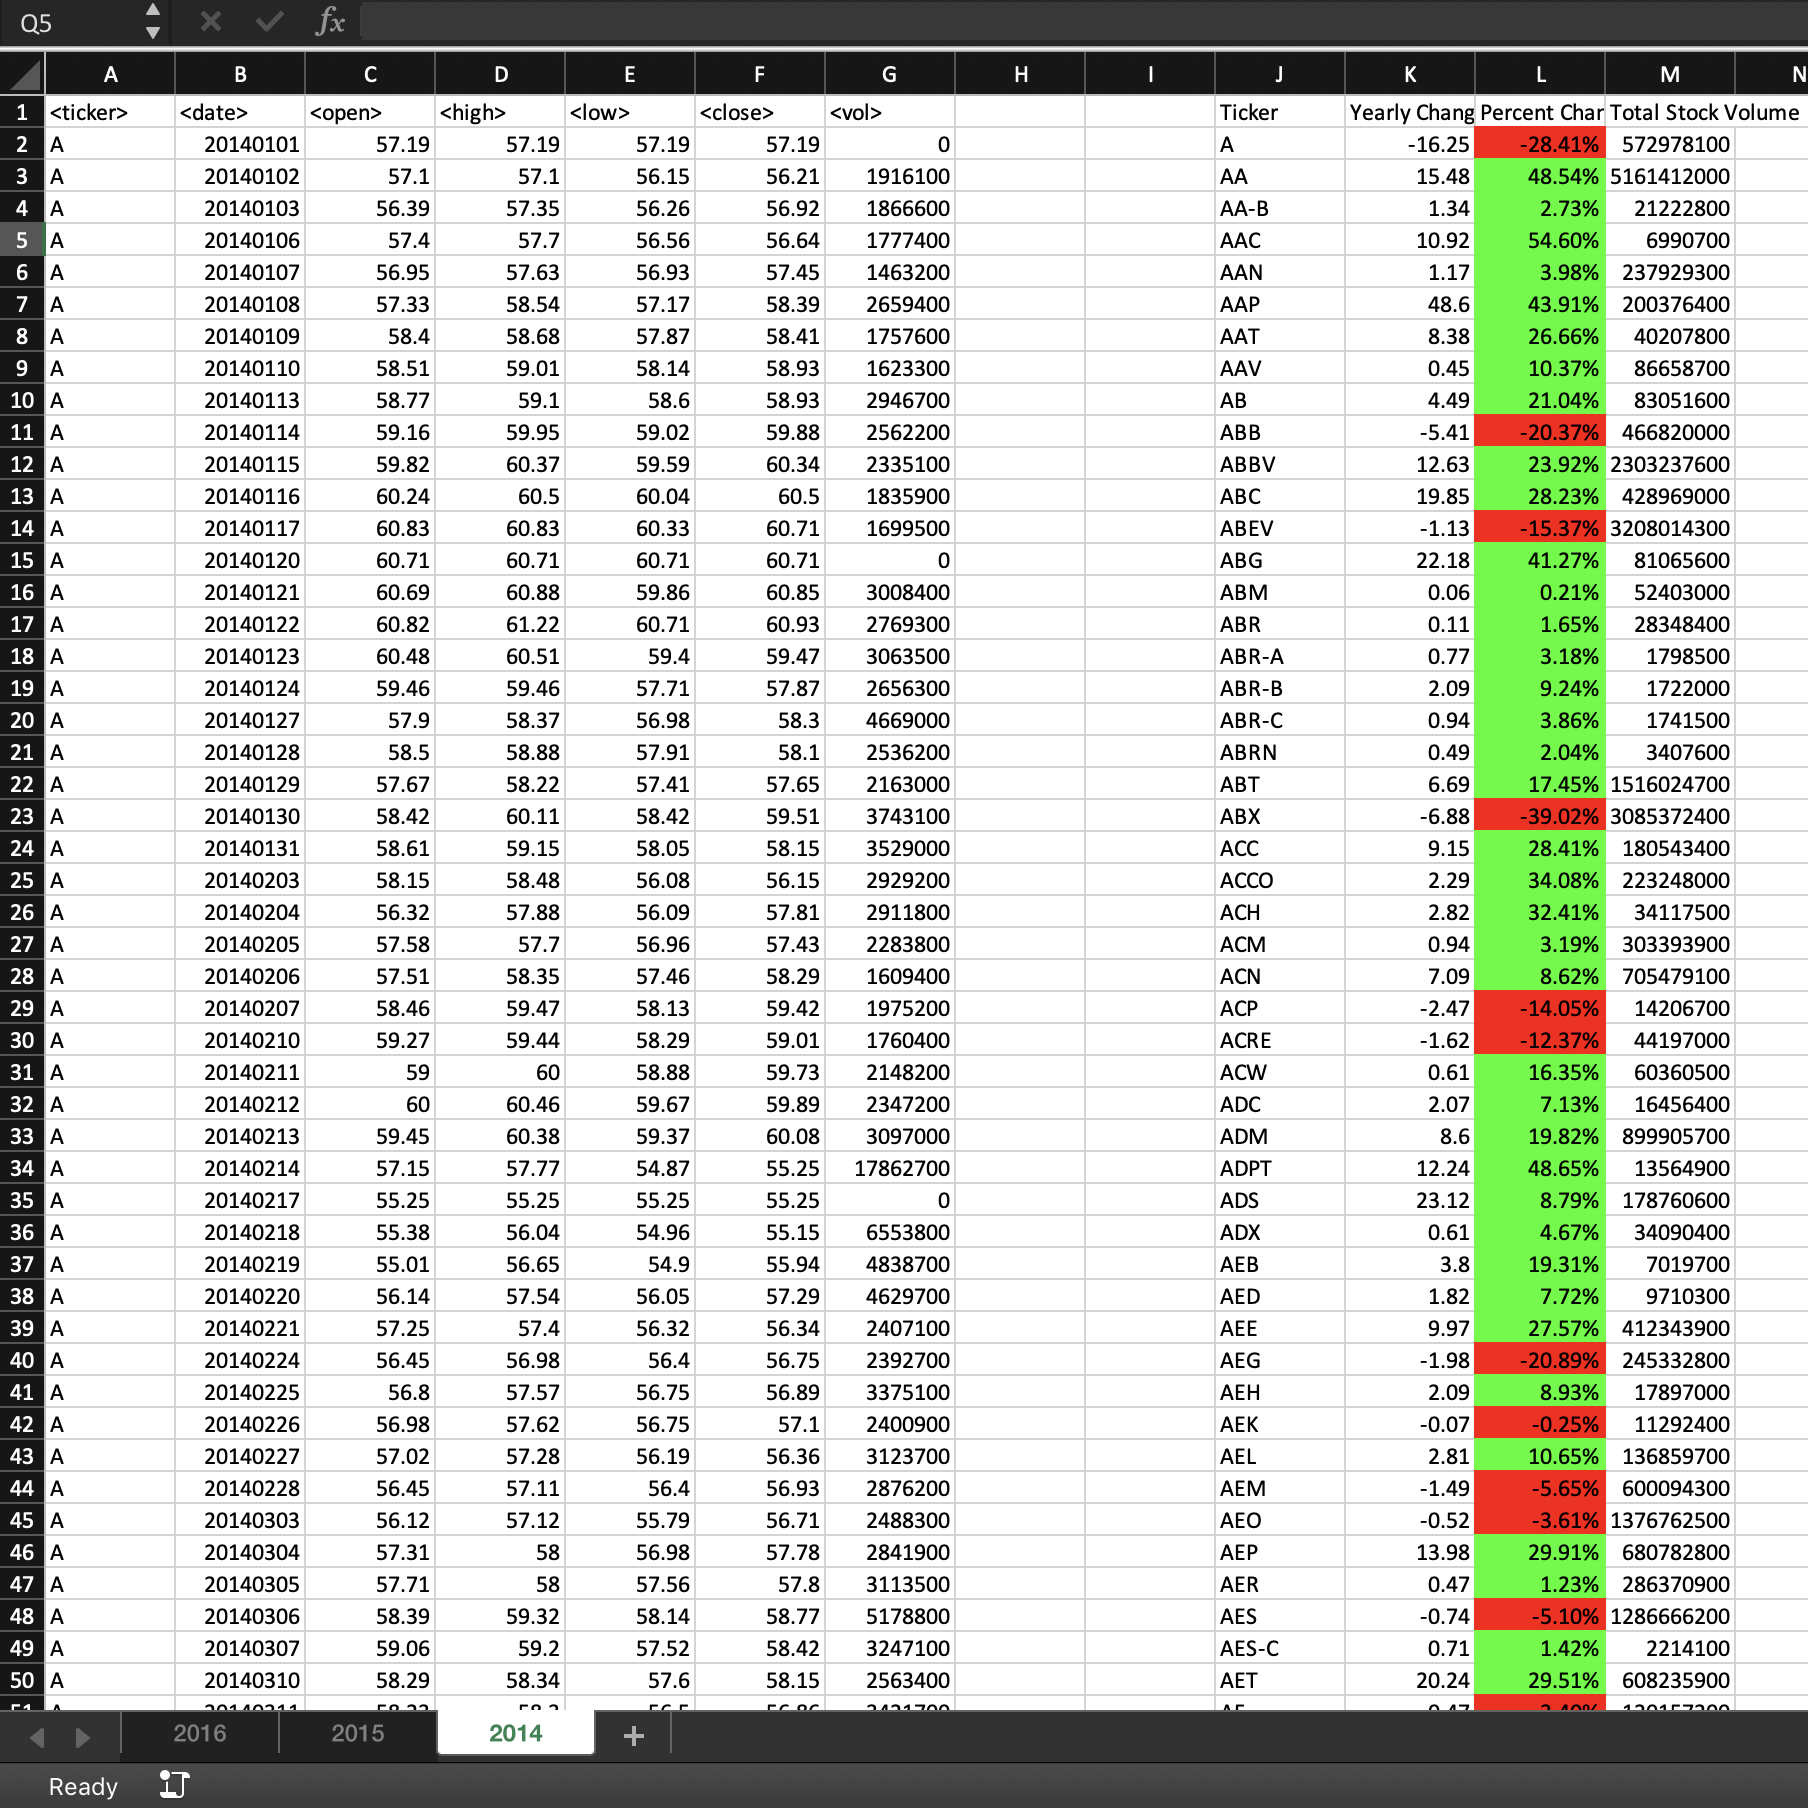 Q5 fx
A B C D E F G H I J K L M N
1 <ticker> <date> <open> <high> <low> <close> <vol> Ticker Yearly Chang Percent Char Total Stock Volume
2 A 20140101 57.19 57.19 57.19 57.19 0 A -16.25 -28.41% 572978100
3 A 20140102 57.1 57.1 56.15 56.21 1916100 AA 15.48 48.54% 5161412000
4 A 20140103 56.39 57.35 56.26 56.92 1866600 AA-B 1.34 2.73% 21222800
5 A 20140106 57.4 57.7 56.56 56.64 1777400 AAC 10.92 54.60% 6990700
6 A 20140107 56.95 57.63 56.93 57.45 1463200 AAN 1.17 3.98% 237929300
7 A 20140108 57.33 58.54 57.17 58.39 2659400 AAP 48.6 43.91% 200376400
8 A 20140109 58.4 58.68 57.87 58.41 1757600 AAT 8.38 26.66% 40207800
9 A 20140110 58.51 59.01 58.14 58.93 1623300 AAV 0.45 10.37% 86658700
10 A 20140113 58.77 59.1 58.6 58.93 2946700 AB 4.49 21.04% 83051600
11 A 20140114 59.16 59.95 59.02 59.88 2562200 ABB -5.41 -20.37% 466820000
12 A 20140115 59.82 60.37 59.59 60.34 2335100 ABBV 12.63 23.92% 2303237600
13 A 20140116 60.24 60.5 60.04 60.5 1835900 ABC 19.85 28.23% 428969000
14 A 20140117 60.83 60.83 60.33 60.71 1699500 ABEV -1.13 -15.37% 3208014300
15 A 20140120 60.71 60.71 60.71 60.71 0 ABG 22.18 41.27% 81065600
16 A 20140121 60.69 60.88 59.86 60.85 3008400 ABM 0.06 0.21% 52403000
17 A 20140122 60.82 61.22 60.71 60.93 2769300 ABR 0.11 1.65% 28348400
18 A 20140123 60.48 60.51 59.4 59.47 3063500 ABR-A 0.77 3.18% 1798500
19 A 20140124 59.46 59.46 57.71 57.87 2656300 ABR-B 2.09 9.24% 1722000
20 A 20140127 57.9 58.37 56.98 58.3 4669000 ABR-C 0.94 3.86% 1741500
21 A 20140128 58.5 58.88 57.91 58.1 2536200 ABRN 0.49 2.04% 3407600
22 A 20140129 57.67 58.22 57.41 57.65 2163000 ABT 6.69 17.45% 1516024700
23 A 20140130 58.42 60.11 58.42 59.51 3743100 ABX -6.88 -39.02% 3085372400
24 A 20140131 58.61 59.15 58.05 58.15 3529000 ACC 9.15 28.41% 180543400
25 A 20140203 58.15 58.48 56.08 56.15 2929200 ACCO 2.29 34.08% 223248000
26 A 20140204 56.32 57.88 56.09 57.81 2911800 ACH 2.82 32.41% 34117500
27 A 20140205 57.58 57.7 56.96 57.43 2283800 ACM 0.94 3.19% 303393900
28 A 20140206 57.51 58.35 57.46 58.29 1609400 ACN 7.09 8.62% 705479100
29 A 20140207 58.46 59.47 58.13 59.42 1975200 ACP -2.47 -14.05% 14206700
30 A 20140210 59.27 59.44 58.29 59.01 1760400 ACRE -1.62 -12.37% 44197000
31 A 20140211 59 60 58.88 59.73 2148200 ACW 0.61 16.35% 60360500
32 A 20140212 60 60.46 59.67 59.89 2347200 ADC 2.07 7.13% 16456400
33 A 20140213 59.45 60.38 59.37 60.08 3097000 ADM 8.6 19.82% 899905700
34 A 20140214 57.15 57.77 54.87 55.25 17862700 ADPT 12.24 48.65% 13564900
35 A 20140217 55.25 55.25 55.25 55.25 0 ADS 23.12 8.79% 178760600
36 A 20140218 55.38 56.04 54.96 55.15 6553800 ADX 0.61 4.67% 34090400
37 A 20140219 55.01 56.65 54.9 55.94 4838700 AEB 3.8 19.31% 7019700
38 A 20140220 56.14 57.54 56.05 57.29 4629700 AED 1.82 7.72% 9710300
39 A 20140221 57.25 57.4 56.32 56.34 2407100 AEE 9.97 27.57% 412343900
40 A 20140224 56.45 56.98 56.4 56.75 2392700 AEG -1.98 -20.89% 245332800
41 A 20140225 56.8 57.57 56.75 56.89 3375100 AEH 2.09 8.93% 17897000
42 A 20140226 56.98 57.62 56.75 57.1 2400900 AEK -0.07 -0.25% 11292400
43 A 20140227 57.02 57.28 56.19 56.36 3123700 AEL 2.81 10.65% 136859700
44 A 20140228 56.45 57.11 56.4 56.93 2876200 AEM -1.49 -5.65% 600094300
45 A 20140303 56.12 57.12 55.79 56.71 2488300 AEO -0.52 -3.61% 1376762500
46 A 20140304 57.31 58 56.98 57.78 2841900 AEP 13.98 29.91% 680782800
47 A 20140305 57.71 58 57.56 57.8 3113500 AER 0.47 1.23% 286370900
48 A 20140306 58.39 59.32 58.14 58.77 5178800 AES -0.74 -5.10% 1286666200
49 A 20140307 59.06 59.2 57.52 58.42 3247100 AES-C 0.71 1.42% 2214100
50 A 20140310 58.29 58.34 57.6 58.15 2563400 AET 20.24 29.51% 608235900
2016 2015 2014 +
Ready